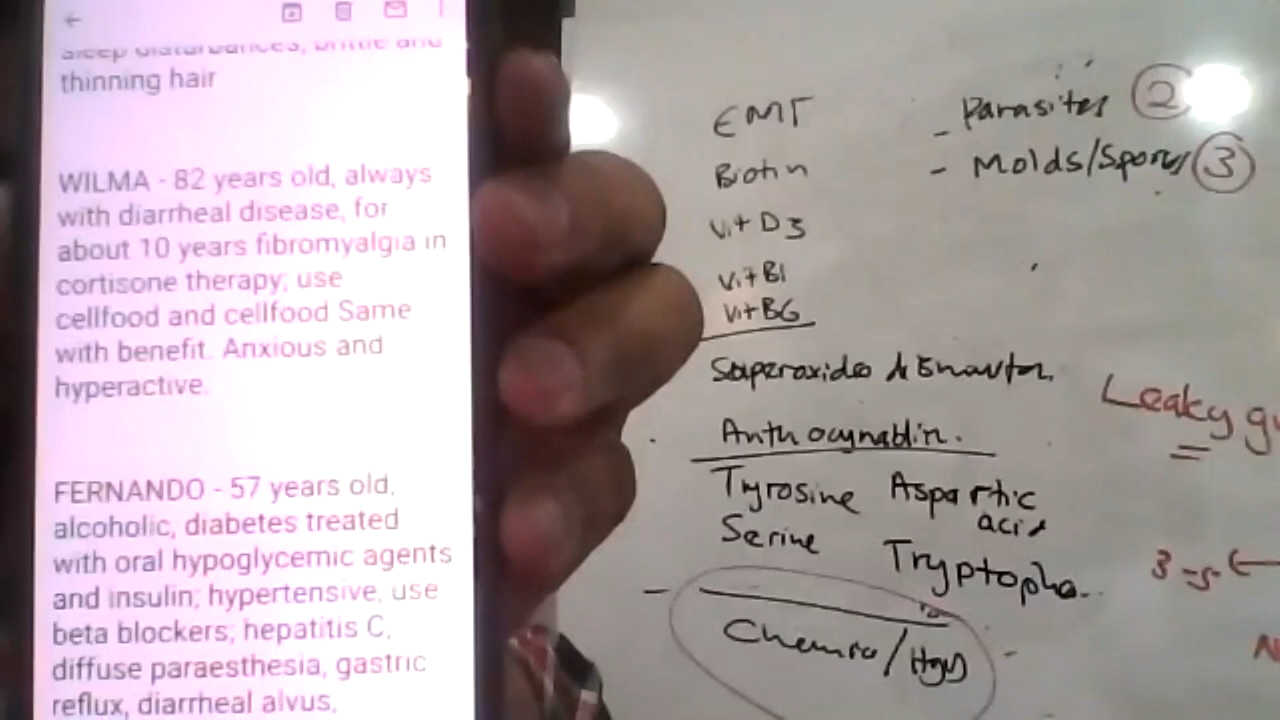 thinning hair
WILMA - 82 years old, always
with diarrheal disease, for
about 10 years fibromyalgia in
cortisone therapy; use
cellfood and cellfood Same
with benefit. Anxious and
hyperactive.
FERNANDO - 57 years old,
alcoholic, diabetes treated
with oral hypoglycemic agents
and insulin; hypertensive, use
beta blockers; hepatitis C,
diffuse paraesthesia, gastric
reflux, diarrheal alvus,
EMT
Biotin
Vit D3
Vit B1
Vit B6
Superoxide
Tyrosine Aspartic
acid
Serine
- Parasites 2
- Molds/Spores 3
Leaky